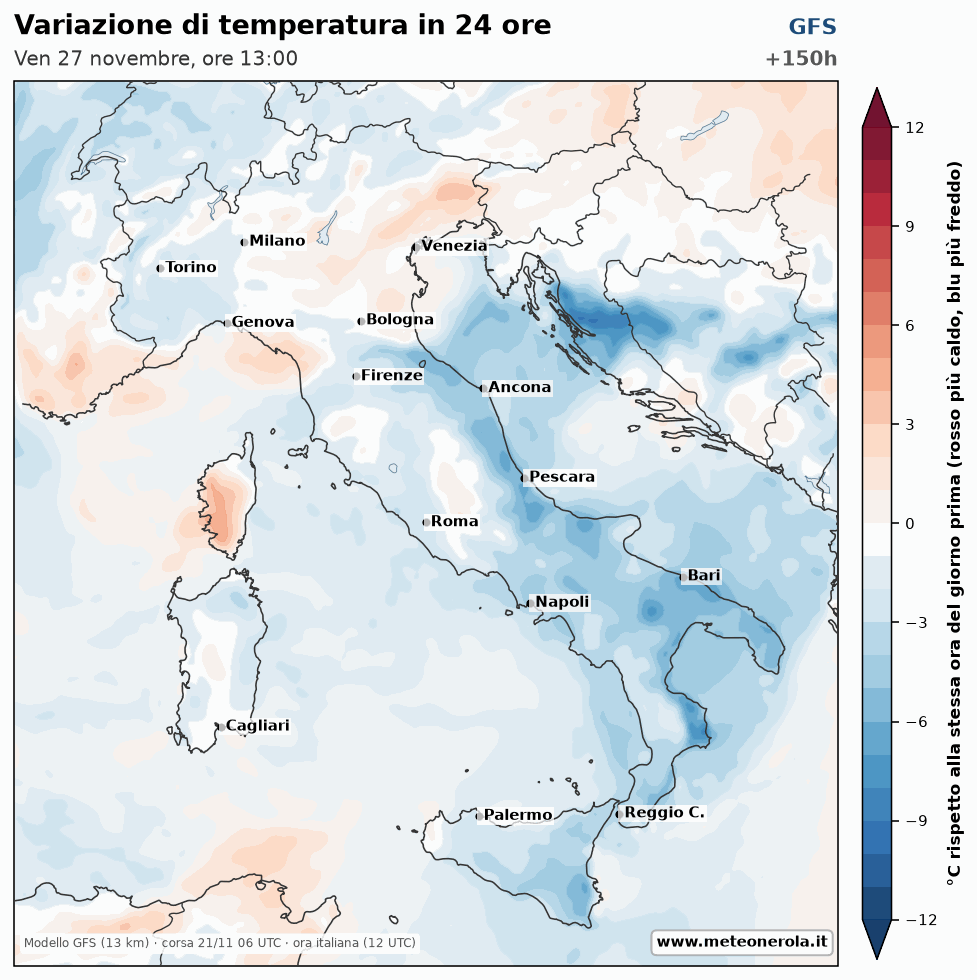 Variazione di temperatura in 24 ore
GFS
Ven 27 novembre, ore 13:00
+150h
Milano
Venezia
Torino
Genova
Bologna
Firenze
Ancona
Pescara
Roma
Bari
Napoli
Cagliari
Palermo
Reggio C.
12
9
6
3
0
−3
−6
−9
−12
°C rispetto alla stessa ora del giorno prima (rosso più caldo, blu più freddo)
Modello GFS (13 km) · corsa 21/11 06 UTC · ora italiana (12 UTC)
www.meteonerola.it